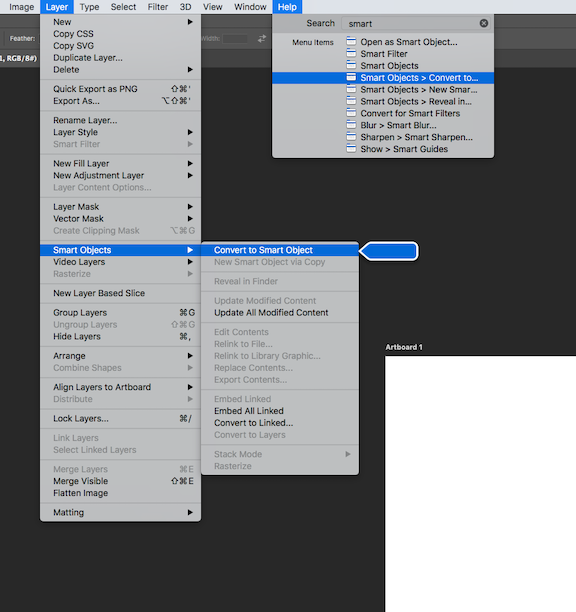 Image Layer Type Select Filter 3D View Window Help
Feather:
Width:
1, RGB/8#)
New
Copy CSS
Copy SVG
Duplicate Layer...
Delete
Quick Export as PNG ⇧⌘'
Export As... ⌥⇧⌘'
Rename Layer...
Layer Style
Smart Filter
New Fill Layer
New Adjustment Layer
Layer Content Options...
Layer Mask
Vector Mask
Create Clipping Mask ⌥⌘G
Smart Objects
Video Layers
Rasterize
New Layer Based Slice
Group Layers ⌘G
Ungroup Layers ⇧⌘G
Hide Layers ⌘,
Arrange
Combine Shapes
Align Layers to Artboard
Distribute
Lock Layers... ⌘/
Link Layers
Select Linked Layers
Merge Layers ⌘E
Merge Visible ⇧⌘E
Flatten Image
Matting
Convert to Smart Object
New Smart Object via Copy
Reveal in Finder
Update Modified Content
Update All Modified Content
Edit Contents
Relink to File...
Relink to Library Graphic...
Replace Contents...
Export Contents...
Embed Linked
Embed All Linked
Convert to Linked...
Convert to Layers
Stack Mode
Rasterize
Search smart
Menu Items
Open as Smart Object...
Smart Filter
Smart Objects
Smart Objects > Convert to...
Smart Objects > New Smar...
Smart Objects > Reveal in...
Convert for Smart Filters
Blur > Smart Blur...
Sharpen > Smart Sharpen...
Show > Smart Guides
Artboard 1